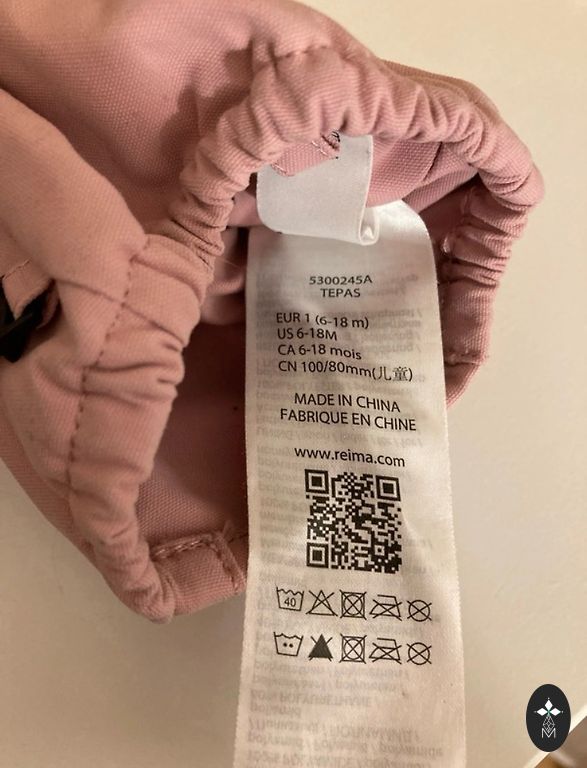 5300245A
TEPAS
EUR 1 (6-18 m)
US 6-18M
CA 6-18 mois
CN 100/80mm(儿童)
MADE IN CHINA
FABRIQUE EN CHINE
www.reima.com
40
M